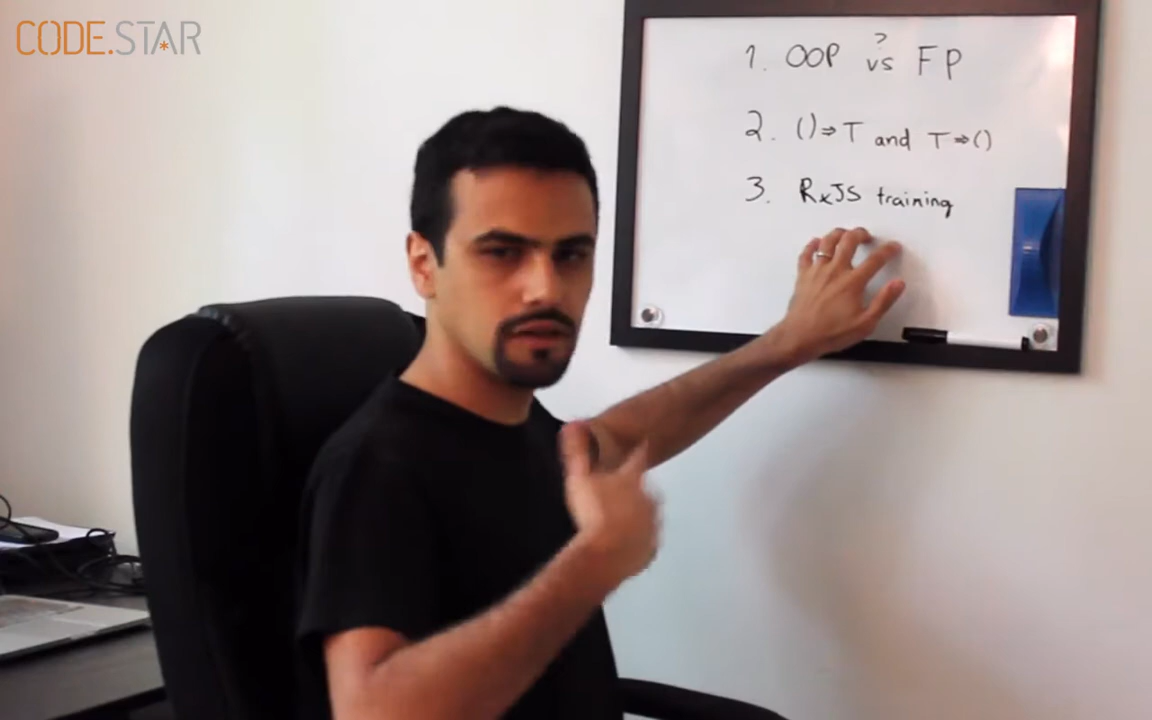 CODE.STAR
?
1. OOP vs FP
2. ()⇒T and T⇒()
3. RxJS training